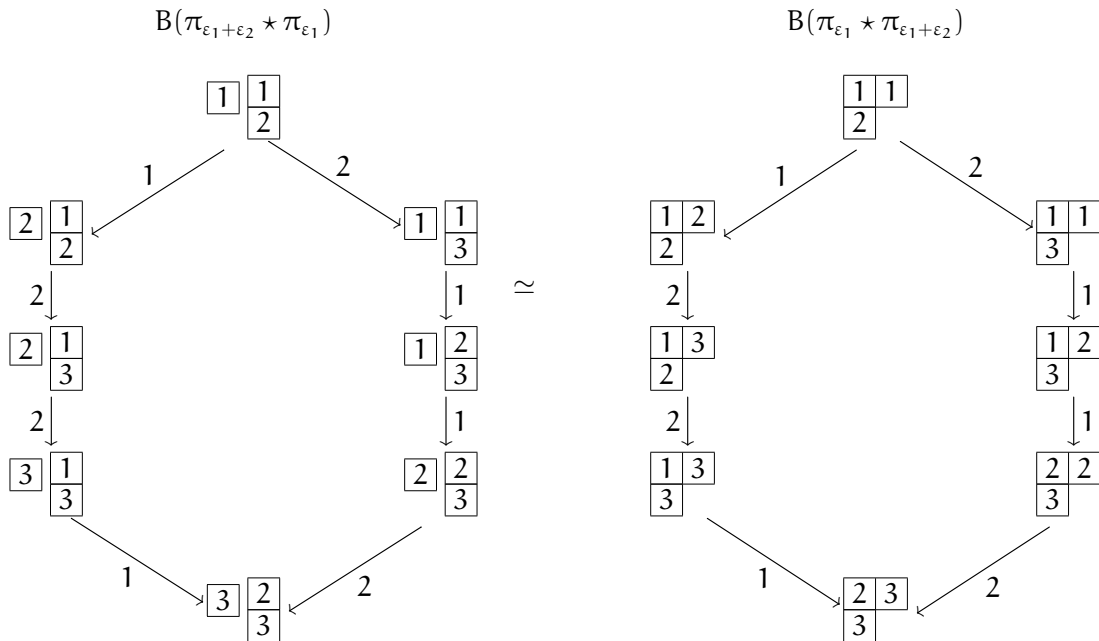 B(π_{ε₁+ε₂} ⋆ π_{ε₁}) B(π_{ε₁} ⋆ π_{ε₁+ε₂})
1 1 1 1
2 2
1 2 1 2
2 1 1 1 1 2 1 1
2 3 2 3
2 1 ≃ 2 1
2 1 1 2 1 3 1 2
3 3 2 3
2 1 2 1
3 1 2 2 1 3 2 2
3 3 3 3
1 2 1 2
3 2 2 3
3 3